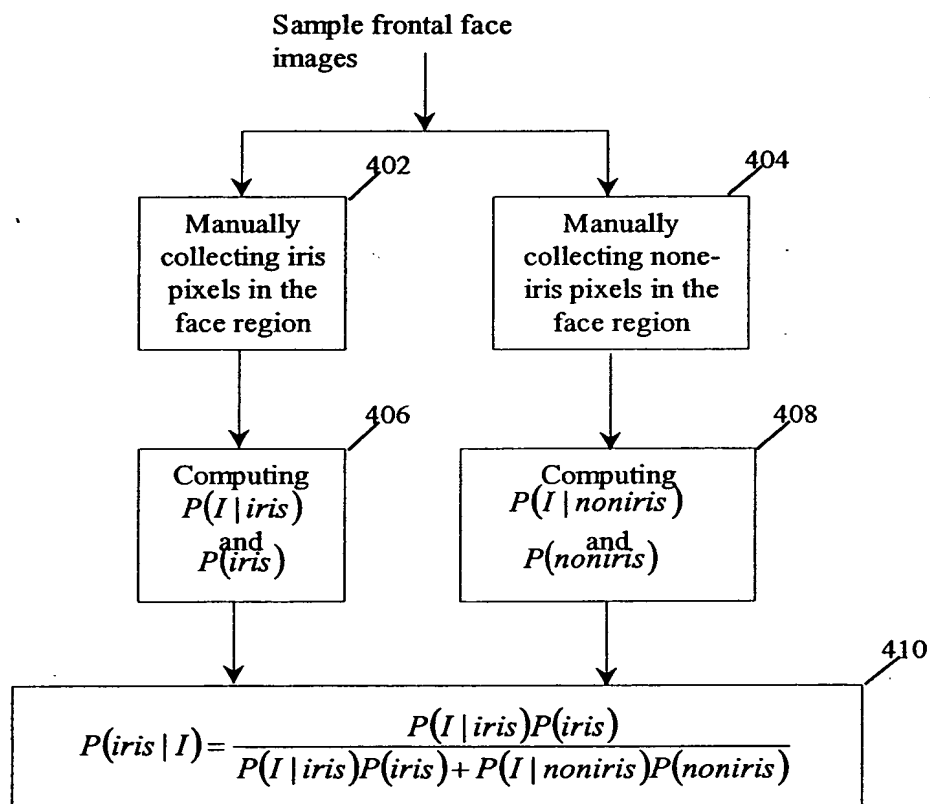 Sample frontal face
images
402
404
Manually
collecting iris
pixels in the
face region
Manually
collecting none-
iris pixels in the
face region
406
408
Computing
P(I | iris)
and
P(iris)
Computing
P(I | noniris)
and
P(noniris)
410
P(iris | I) = P(I | iris)P(iris) / P(I | iris)P(iris) + P(I | noniris)P(noniris)